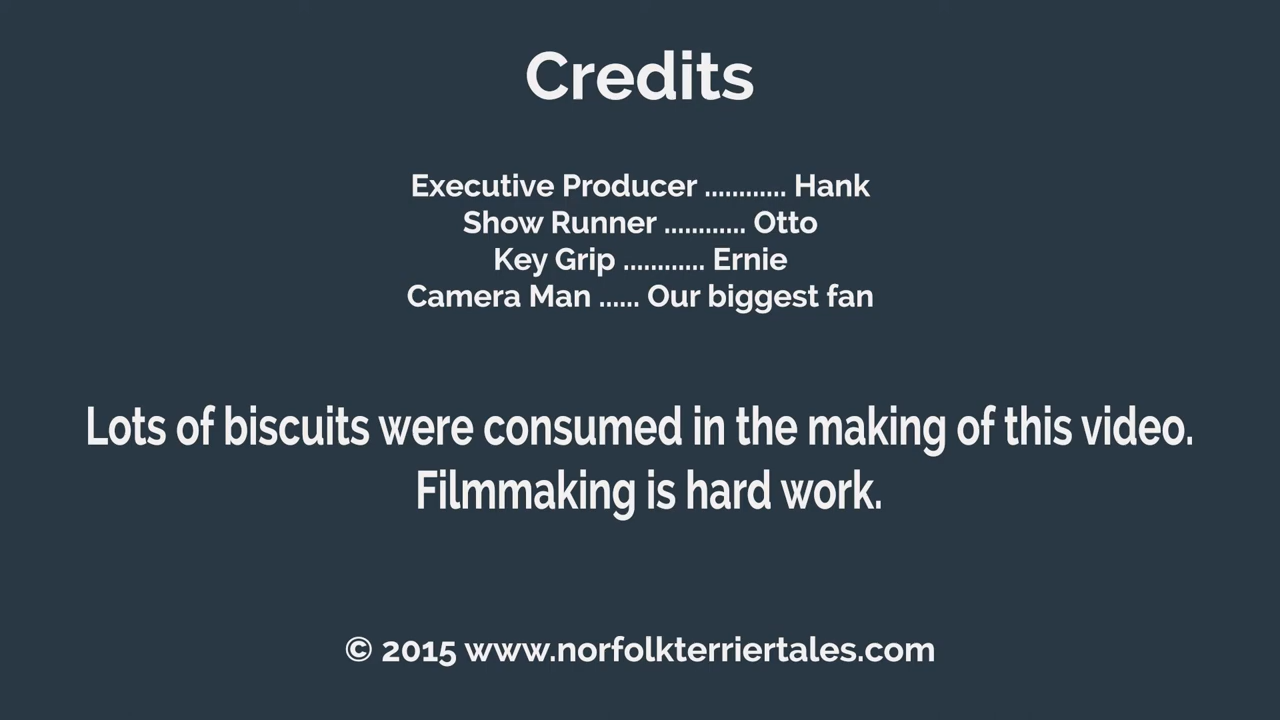 Credits
Executive Producer ............ Hank
Show Runner ............ Otto
Key Grip ............ Ernie
Camera Man ...... Our biggest fan
Lots of biscuits were consumed in the making of this video.
Filmmaking is hard work.
© 2015 www.norfolkterriertales.com